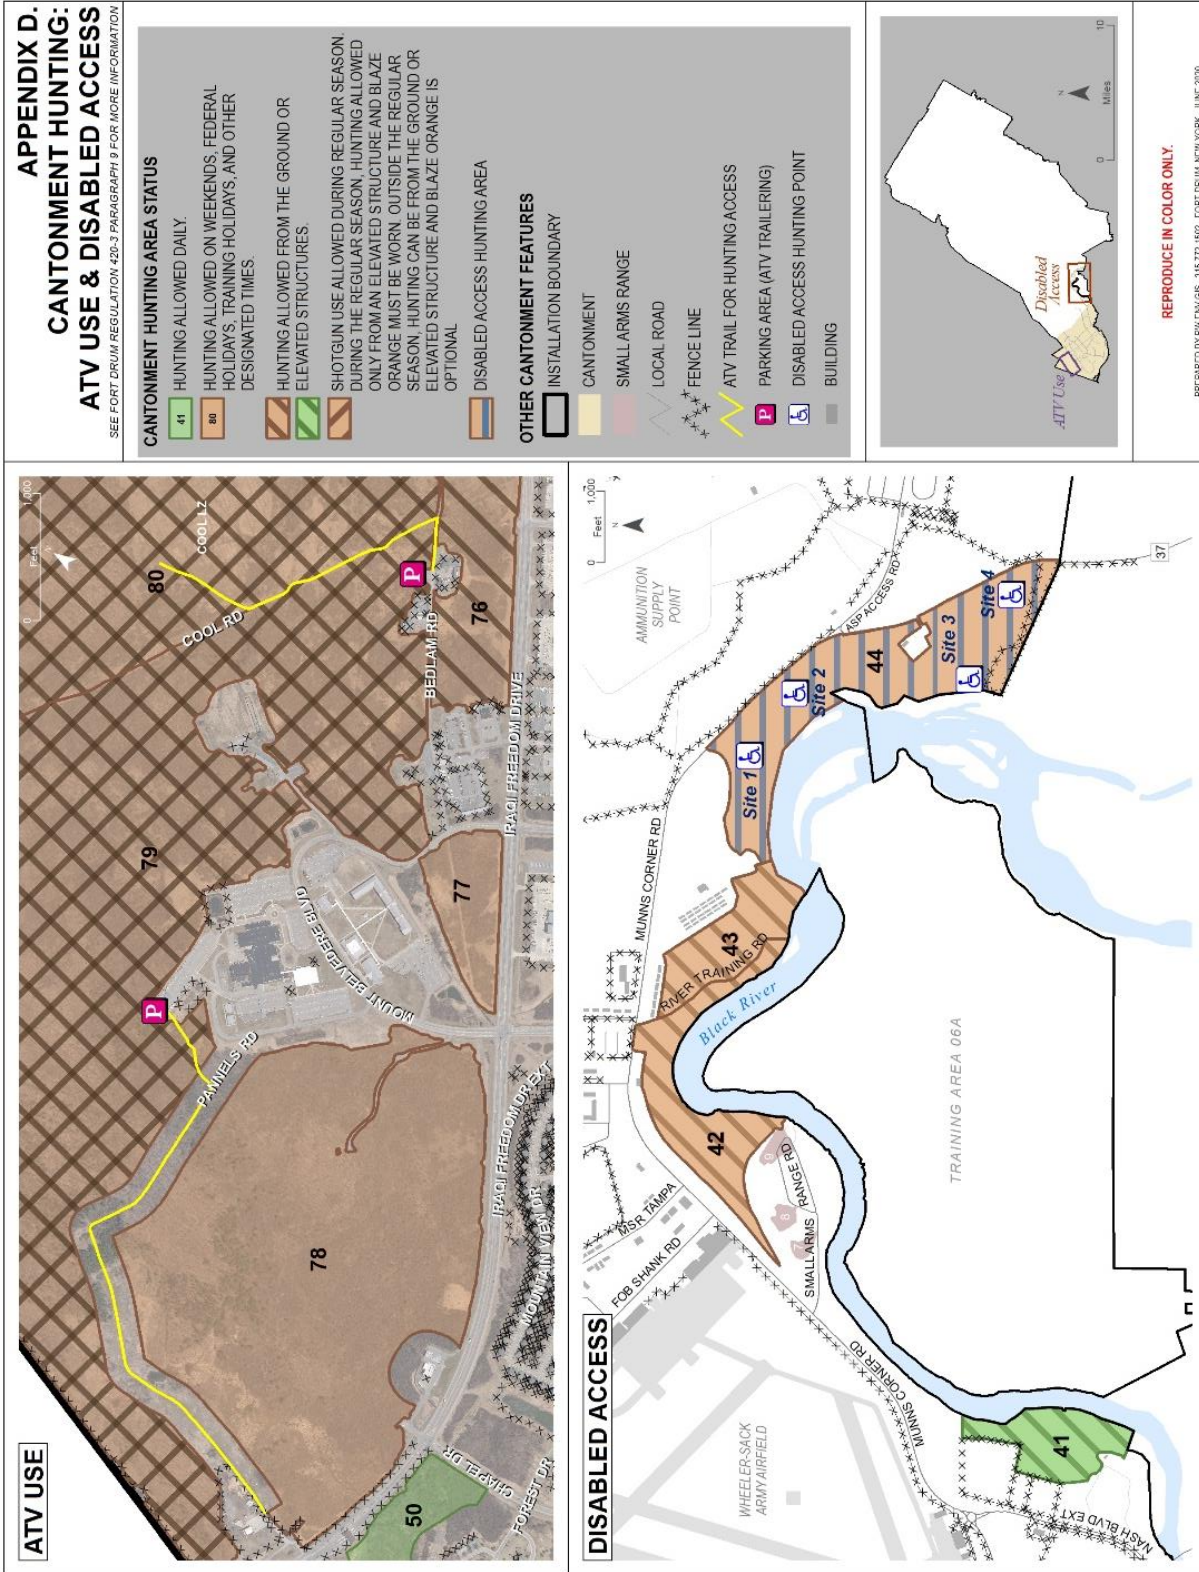 APPENDIX D.
CANTONMENT HUNTING:
ATV USE & DISABLED ACCESS
SEE FORT DRUM REGULATION 420-3 PARAGRAPH 9 FOR MORE INFORMATION
CANTONMENT HUNTING AREA STATUS
41 HUNTING ALLOWED DAILY.
80 HUNTING ALLOWED ON WEEKENDS, FEDERAL
HOLIDAYS, TRAINING HOLIDAYS, AND OTHER
DESIGNATED TIMES.
HUNTING ALLOWED FROM THE GROUND OR
ELEVATED STRUCTURES.
SHOTGUN USE ALLOWED DURING REGULAR SEASON.
DURING THE REGULAR SEASON, HUNTING ALLOWED
ONLY FROM AN ELEVATED STRUCTURE AND BLAZE
ORANGE MUST BE WORN. OUTSIDE THE REGULAR
SEASON, HUNTING CAN BE FROM THE GROUND OR
ELEVATED STRUCTURE AND BLAZE ORANGE IS
OPTIONAL
DISABLED ACCESS HUNTING AREA
OTHER CANTONMENT FEATURES
INSTALLATION BOUNDARY
CANTONMENT
SMALL ARMS RANGE
LOCAL ROAD
FENCE LINE
ATV TRAIL FOR HUNTING ACCESS
P PARKING AREA (ATV TRAILERING)
DISABLED ACCESS HUNTING POINT
BUILDING
ATV Use
Disabled
Access
N
0 10
Miles
REPRODUCE IN COLOR ONLY.
ATV USE
0 1,000
Feet
N
80
COOL LZ
COOL RD
79
P
BEDLAM RD
76
P
PANNELS RD
MOUNT BELVEDERE BLVD
77
IRAQI FREEDOM DRIVE
78
IRAQI FREEDOM DR EXT
MOUNTAIN VIEW DR
50
CHAPEL DR
FOREST DR
DISABLED ACCESS
0 1,000
Feet
N
AMMUNITION
SUPPLY
POINT
ASP ACCESS RD
37
MUNNS CORNER RD
Site 1
Site 2
44
Site 3
Site 4
43
RIVER TRAINING RD
Black River
42
MSR TAMPA
FOB SHANK RD
9
8
7
SMALL ARMS RANGE RD
TRAINING AREA 06A
MUNNS CORNER RD
WHEELER-SACK
ARMY AIRFIELD
41
NASH BLVD EXT